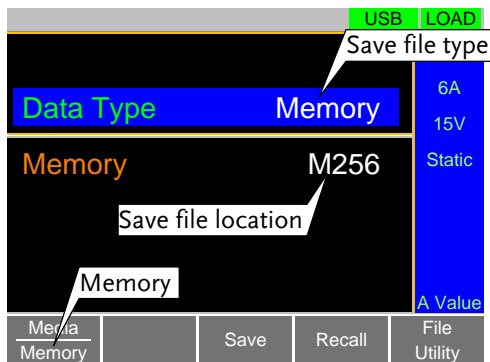 USB LOAD
Save file type
6A
Data Type Memory
15V
Memory M256 Static
Save file location
Memory
A Value
Media
Memory
Save
Recall
File
Utility